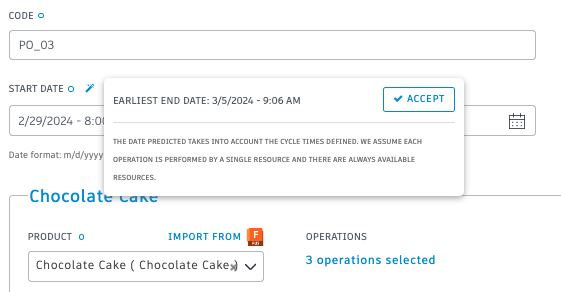 CODE
PO_03
START DATE
EARLIEST END DATE: 3/5/2024 - 9:06 AM
ACCEPT
2/29/2024 - 8:00
THE DATE PREDICTED TAKES INTO ACCOUNT THE CYCLE TIMES DEFINED. WE ASSUME EACH
OPERATION IS PERFORMED BY A SINGLE RESOURCE AND THERE ARE ALWAYS AVAILABLE
RESOURCES.
Date format: m/d/yyyy
Chocolate Cake
PRODUCT
IMPORT FROM
F
OPERATIONS
Chocolate Cake ( Chocolate Cake )
3 operations selected